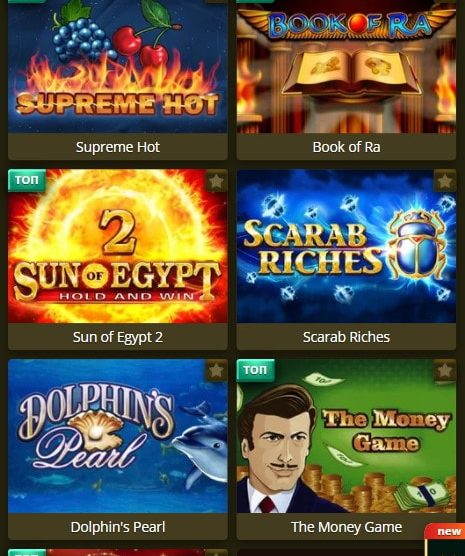 SUPREME HOT
BOOK OF RA
Supreme Hot
Book of Ra
ТОП
2
SUN OF EGYPT
HOLD AND WIN
SCARAB
RICHES
Sun of Egypt 2
Scarab Riches
DOLPHIN'S
Pearl
ТОП
The Money
Game
Dolphin's Pearl
The Money Game
new